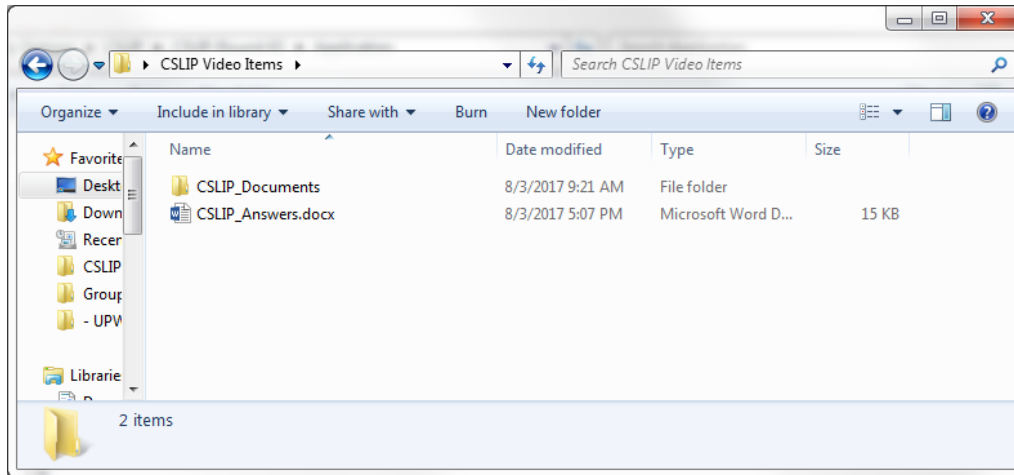 CSLIP Video Items
Search CSLIP Video Items
Organize Include in library Share with Burn New folder
Name Date modified Type Size
CSLIP_Documents 8/3/2017 9:21 AM File folder
CSLIP_Answers.docx 8/3/2017 5:07 PM Microsoft Word D... 15 KB
Favorite
Deskt
Down
Recer
CSLIP
Group
- UPW
Librarie
2 items